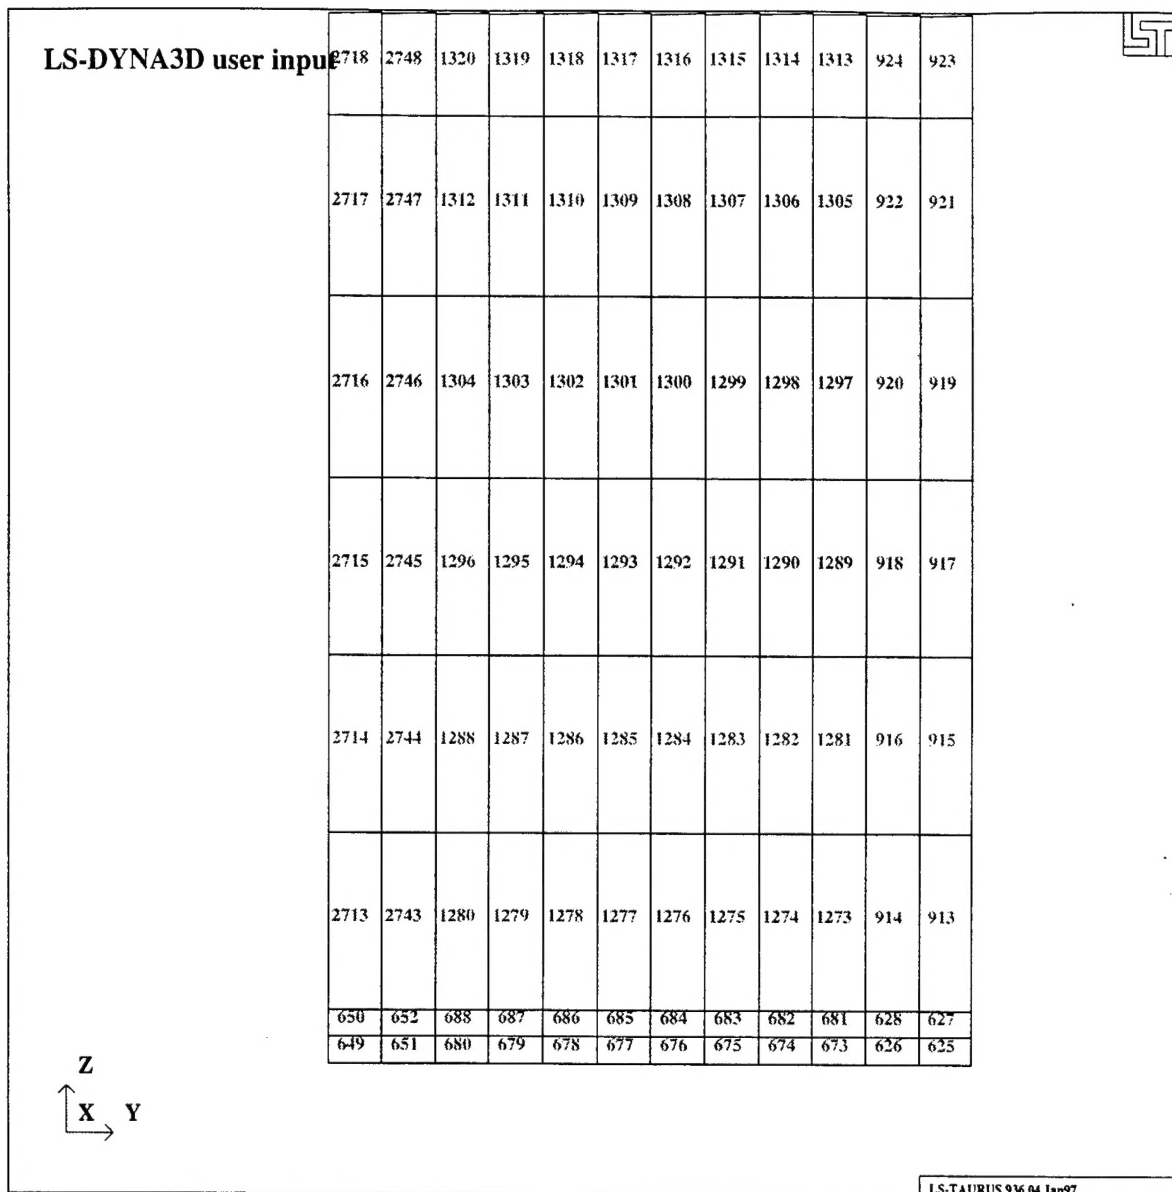 LS-DYNA3D user input
2718 2748 1320 1319 1318 1317 1316 1315 1314 1313 924 923
2717 2747 1312 1311 1310 1309 1308 1307 1306 1305 922 921
2716 2746 1304 1303 1302 1301 1300 1299 1298 1297 920 919
2715 2745 1296 1295 1294 1293 1292 1291 1290 1289 918 917
2714 2744 1288 1287 1286 1285 1284 1283 1282 1281 916 915
2713 2743 1280 1279 1278 1277 1276 1275 1274 1273 914 913
650 652 688 687 686 685 684 683 682 681 628 627
649 651 680 679 678 677 676 675 674 673 626 625
Z
X Y
LS-TAURUS 936 04 Jan97